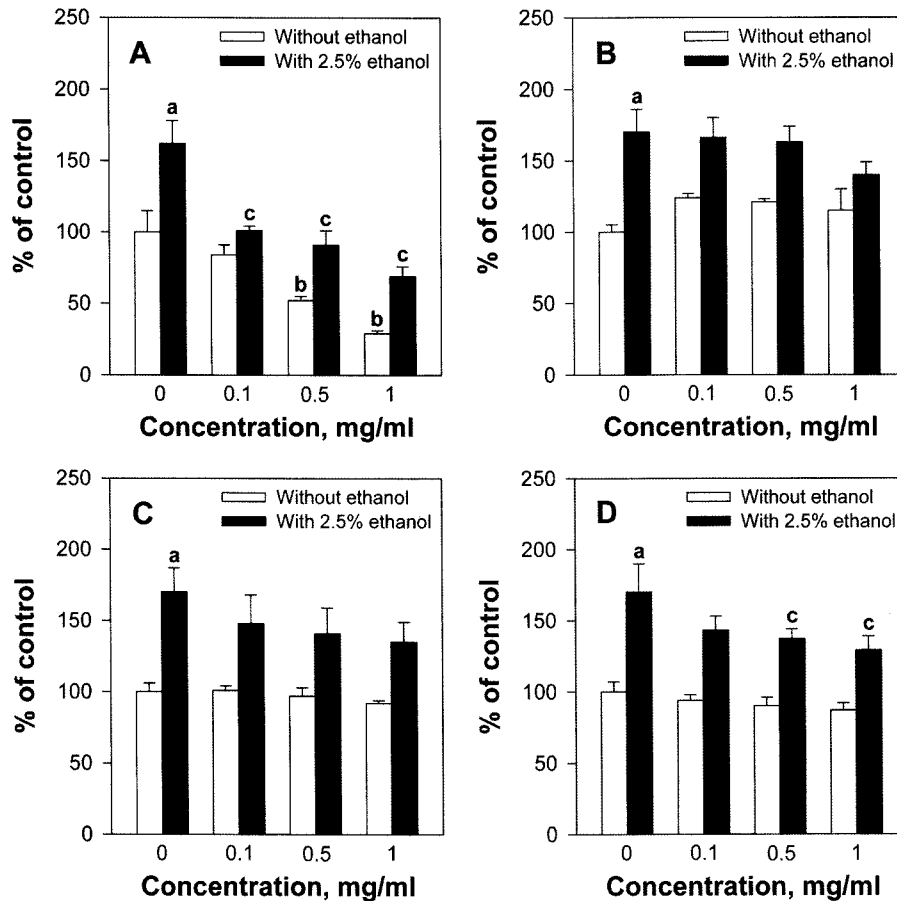 250
200
150
100
50
0
% of control
A
Without ethanol
With 2.5% ethanol
a
c
c
c
b
b
0 0.1 0.5 1
Concentration, mg/ml
250
200
150
100
50
0
% of control
B
Without ethanol
With 2.5% ethanol
a
0 0.1 0.5 1
Concentration, mg/ml
250
200
150
100
50
0
% of control
C
Without ethanol
With 2.5% ethanol
a
0 0.1 0.5 1
Concentration, mg/ml
250
200
150
100
50
0
% of control
D
Without ethanol
With 2.5% ethanol
a
c
c
0 0.1 0.5 1
Concentration, mg/ml